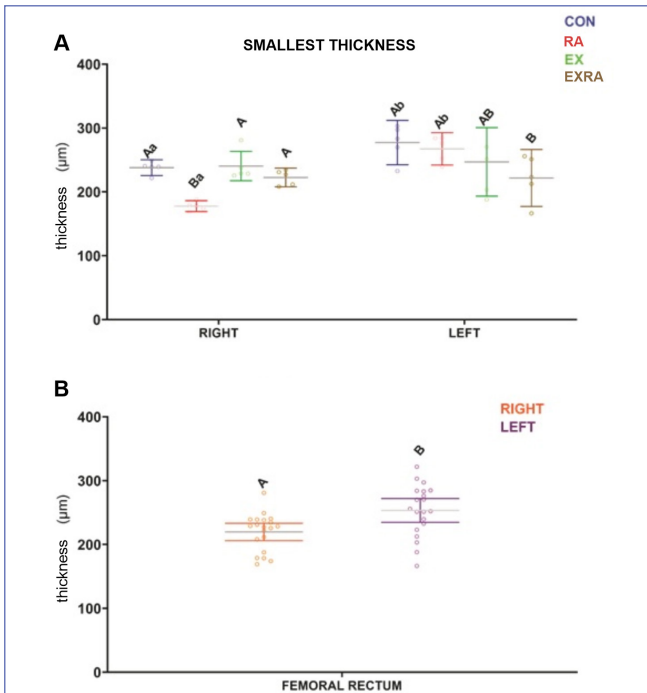 CON
A
SMALLEST THICKNESS
RA
EX
EXRA
400
300
200
100
0
thickness (µm)
Aa
Ba
A
A
Ab
Ab
AB
B
RIGHT LEFT
B
RIGHT
LEFT
400
300
200
100
0
thickness (µm)
A
B
FEMORAL RECTUM